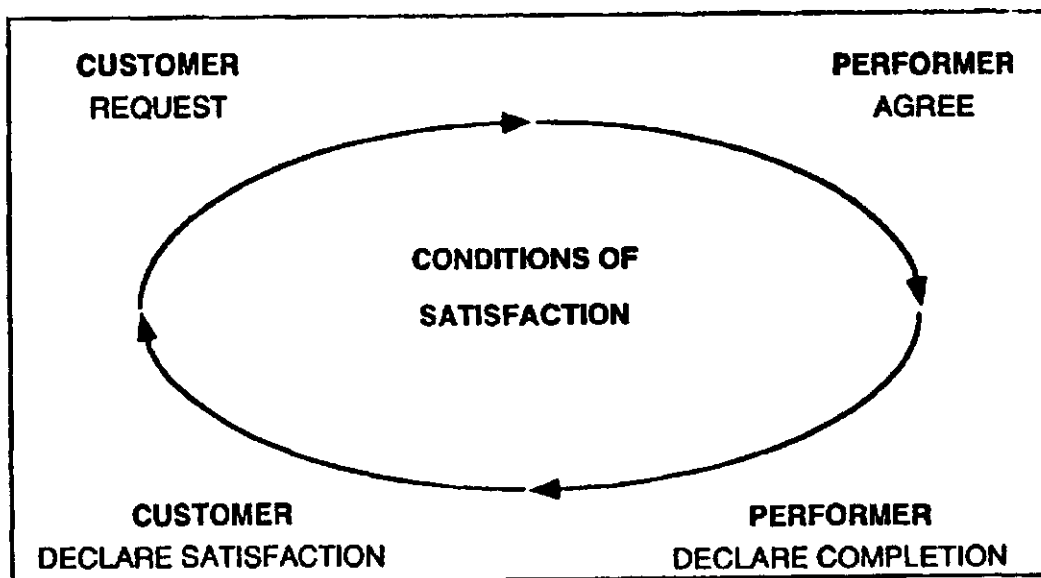 CUSTOMER
REQUEST
PERFORMER
AGREE
CONDITIONS OF
SATISFACTION
CUSTOMER
DECLARE SATISFACTION
PERFORMER
DECLARE COMPLETION